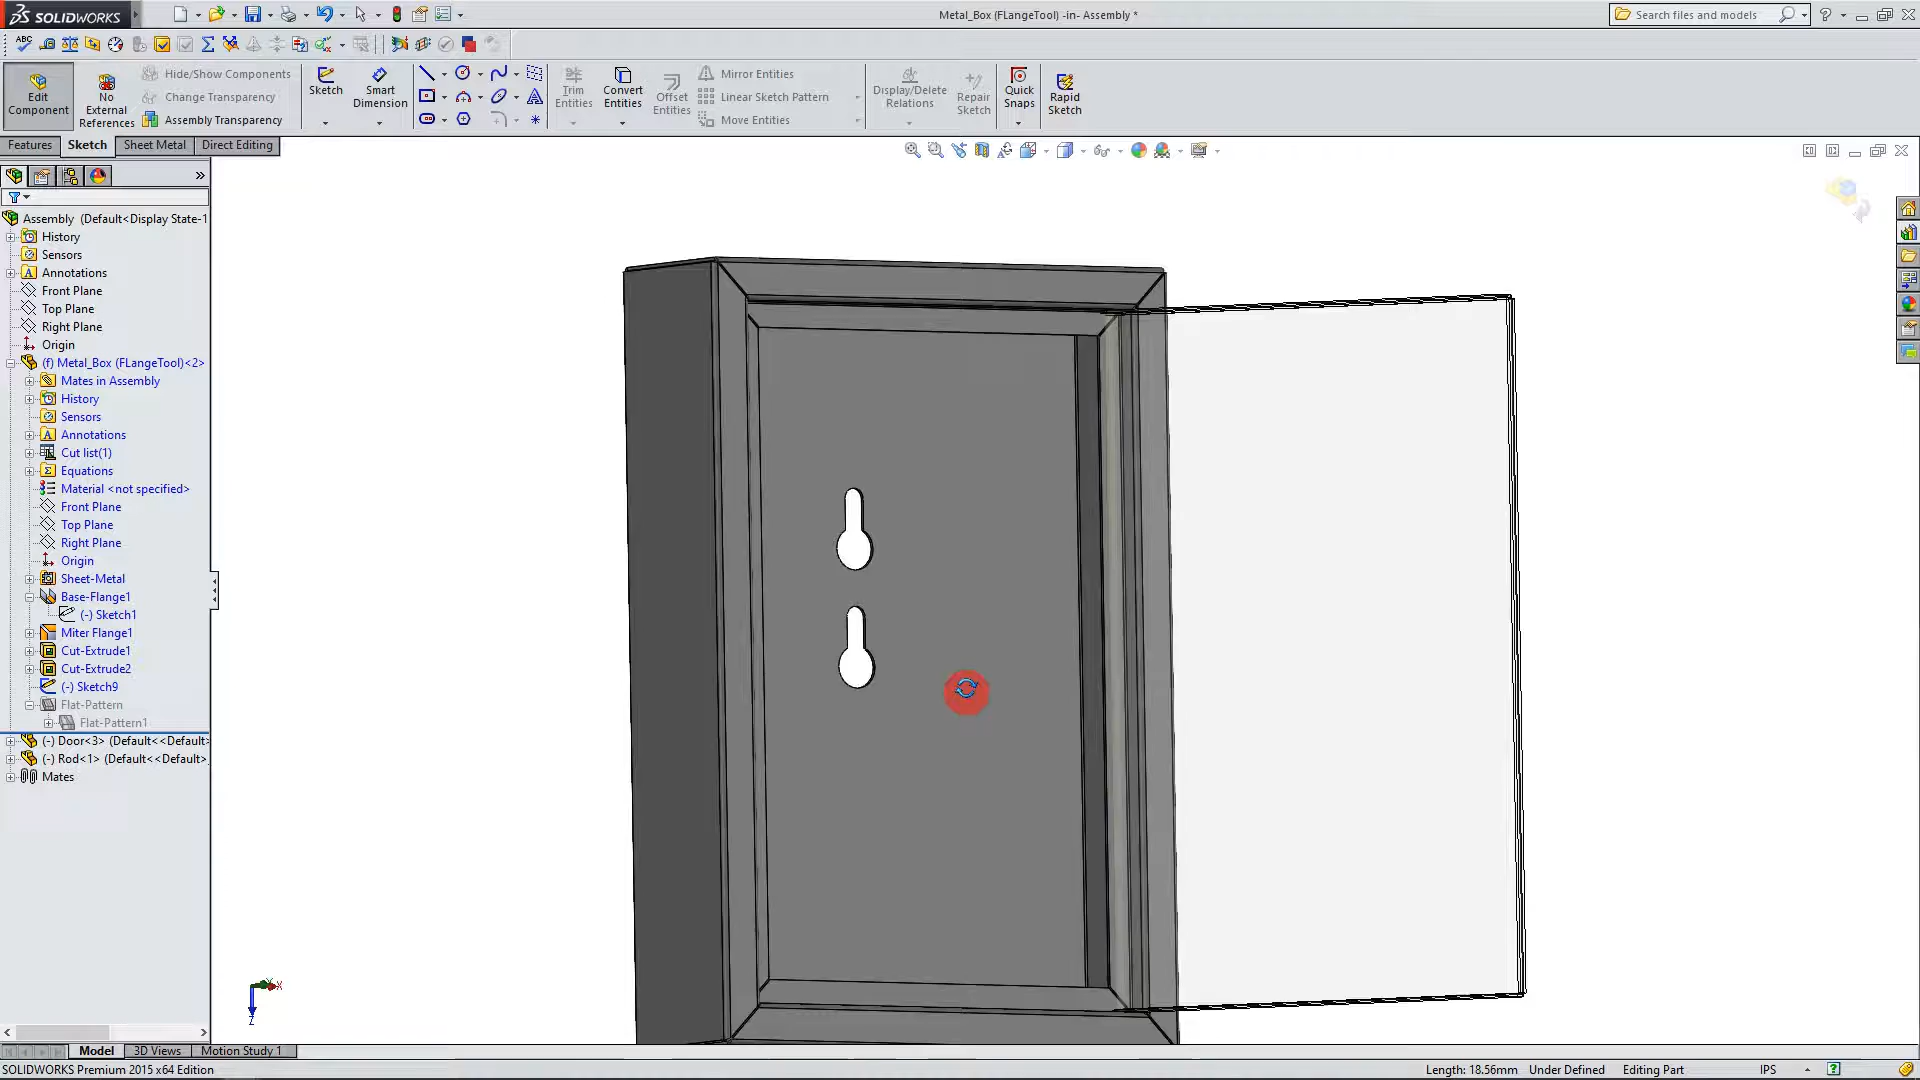 SOLIDWORKS
Metal_Box (FLangeTool) -in- Assembly *
Search files and models
ABC
Edit Component
No External References
Hide/Show Components
Change Transparency
Assembly Transparency
Sketch
Smart Dimension
Trim Entities
Convert Entities
Offset Entities
Mirror Entities
Linear Sketch Pattern
Move Entities
Display/Delete Relations
Repair Sketch
Quick Snaps
Rapid Sketch
Features
Sketch
Sheet Metal
Direct Editing
Assembly (Default<Display State-1
History
Sensors
Annotations
Front Plane
Top Plane
Right Plane
Origin
(f) Metal_Box (FLangeTool)<2>
Mates in Assembly
History
Sensors
Annotations
Cut list(1)
Equations
Material <not specified>
Front Plane
Top Plane
Right Plane
Origin
Sheet-Metal
Base-Flange1
(-) Sketch1
Miter Flange1
Cut-Extrude1
Cut-Extrude2
(-) Sketch9
Flat-Pattern
Flat-Pattern1
(-) Door<3> (Default<<Default>
(-) Rod<1> (Default<<Default>
Mates
X
Z
Model
3D Views
Motion Study 1
SOLIDWORKS Premium 2015 x64 Edition
Length: 18.56mm
Under Defined
Editing Part
IPS